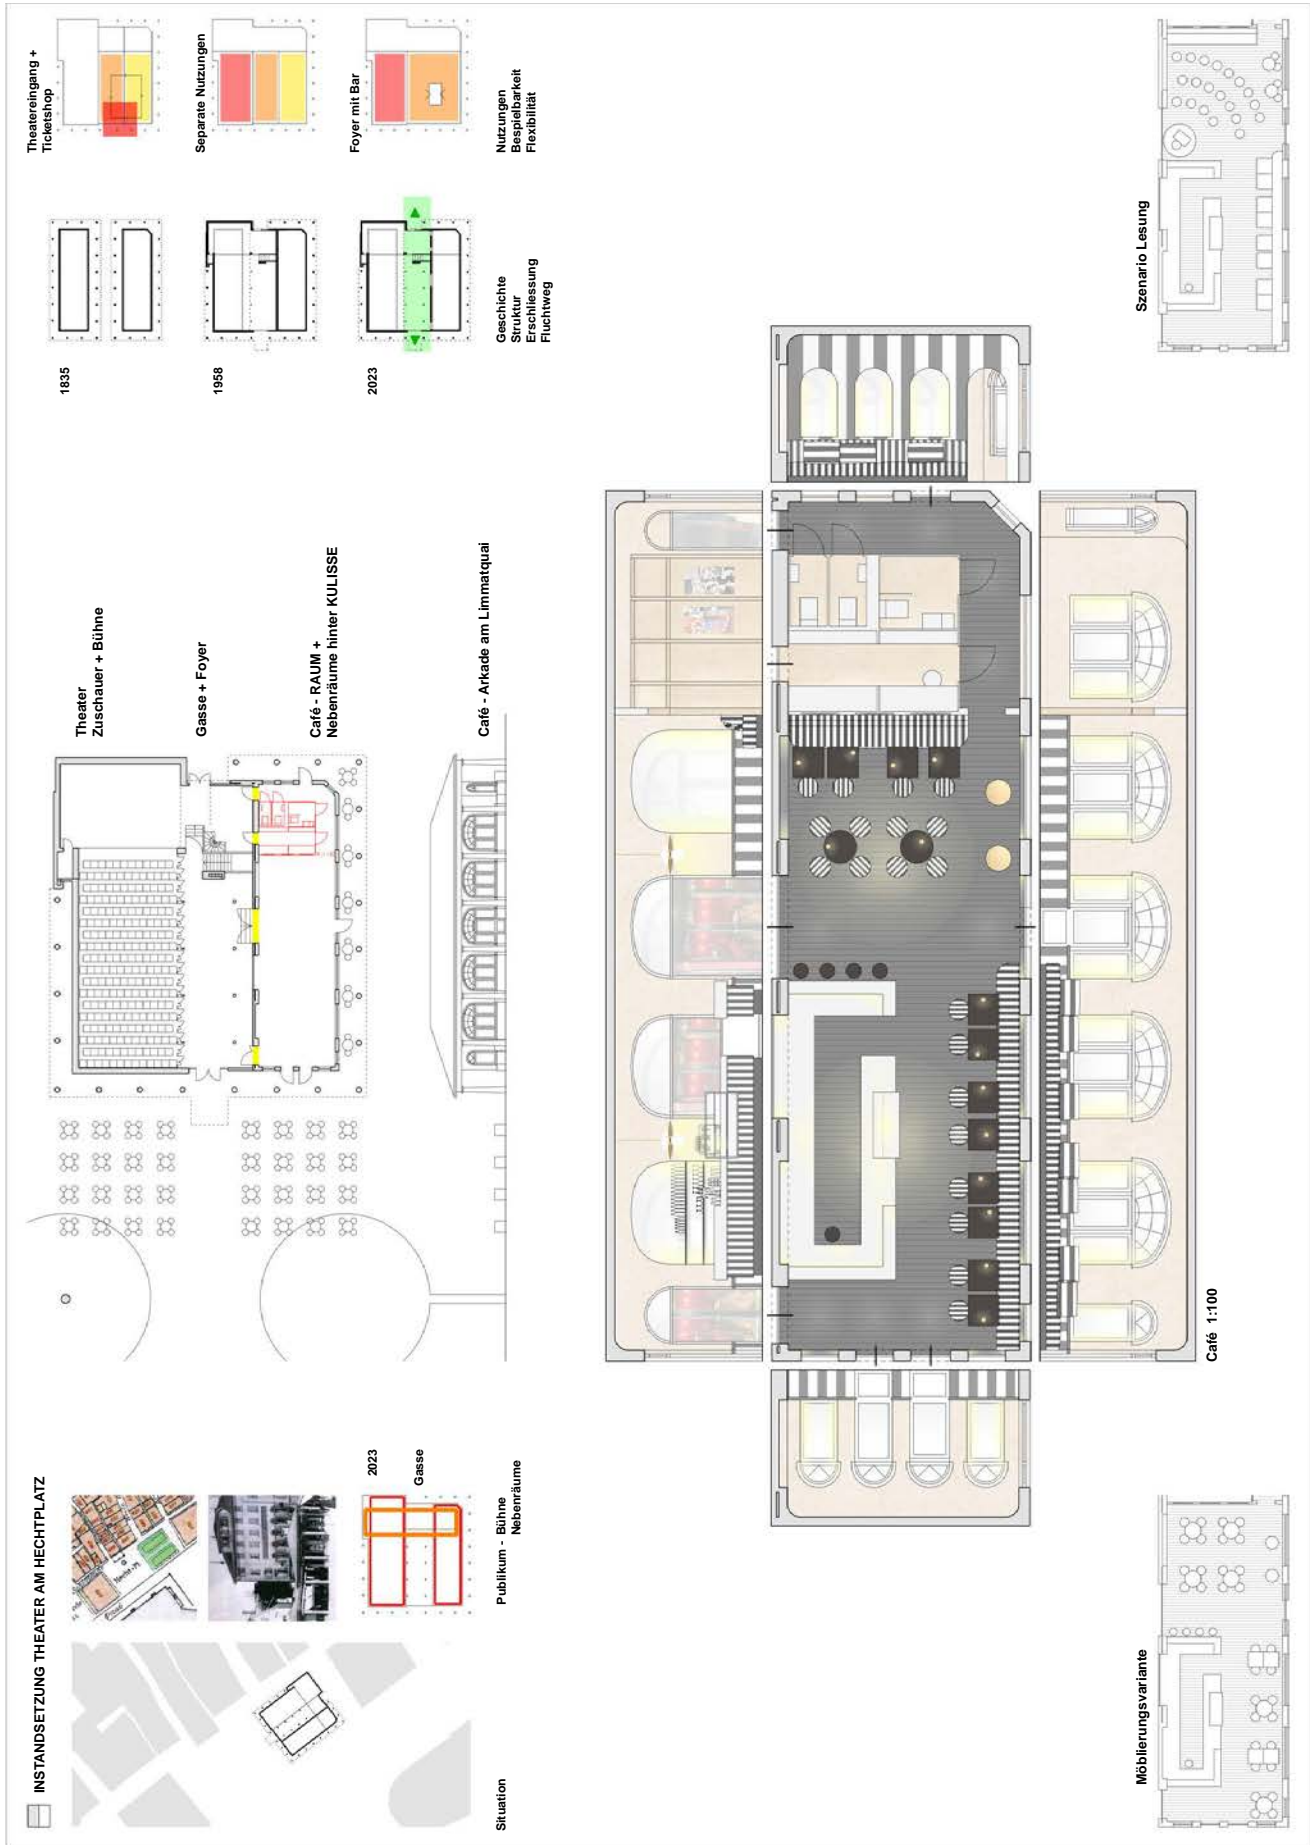 INSTANDSETZUNG THEATER AM HECHTPLATZ
Situation
2023
Gasse
Publikum - Bühne
Nebenräume
Theater
Zuschauer + Bühne
Gasse + Foyer
Café - RAUM +
Nebenräume hinter KULISSE
Café - Arkade am Limmatquai
1835
1958
2023
Geschichte
Struktur
Erschliessung
Fluchtweg
Theatereingang +
Ticketshop
Separate Nutzungen
Foyer mit Bar
Nutzungen
Bespielbarkeit
Flexibilität
Café 1:100
Möblierungsvariante
Szenario Lesung